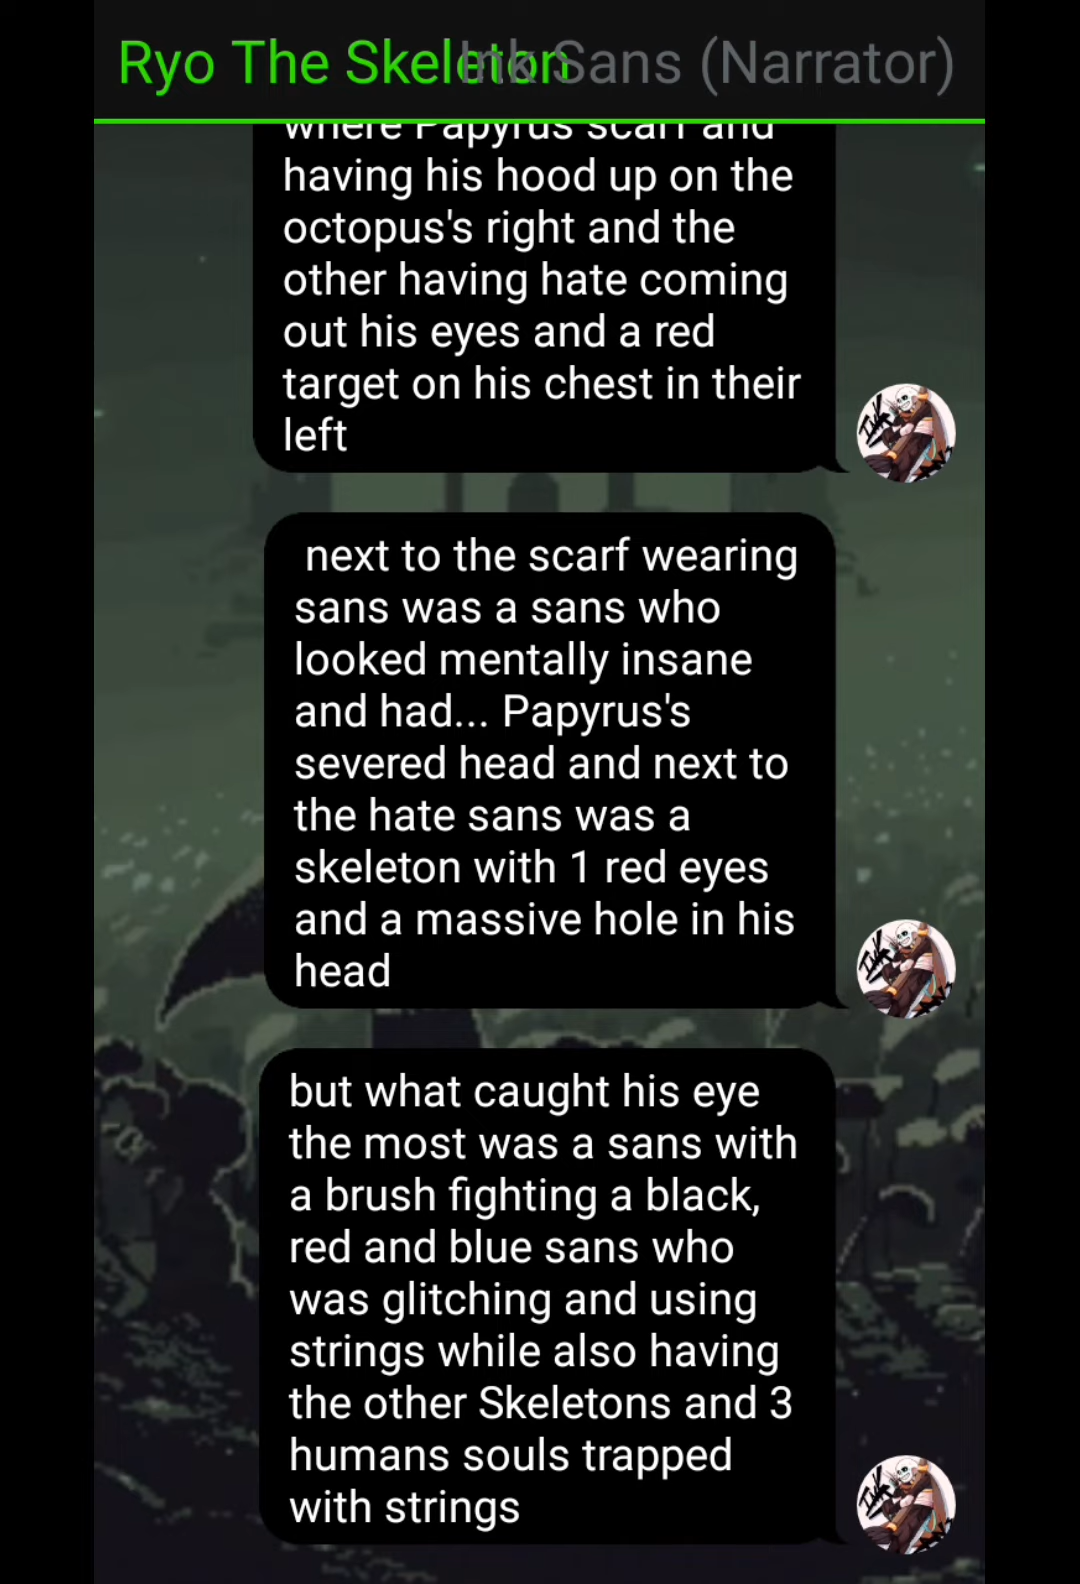 Ryo The Skeleton
Ink Sans (Narrator)
where Papyrus scarf and
having his hood up on the
octopus's right and the
other having hate coming
out his eyes and a red
target on his chest in their
left
next to the scarf wearing
sans was a sans who
looked mentally insane
and had... Papyrus's
severed head and next to
the hate sans was a
skeleton with 1 red eyes
and a massive hole in his
head
but what caught his eye
the most was a sans with
a brush fighting a black,
red and blue sans who
was glitching and using
strings while also having
the other Skeletons and 3
humans souls trapped
with strings